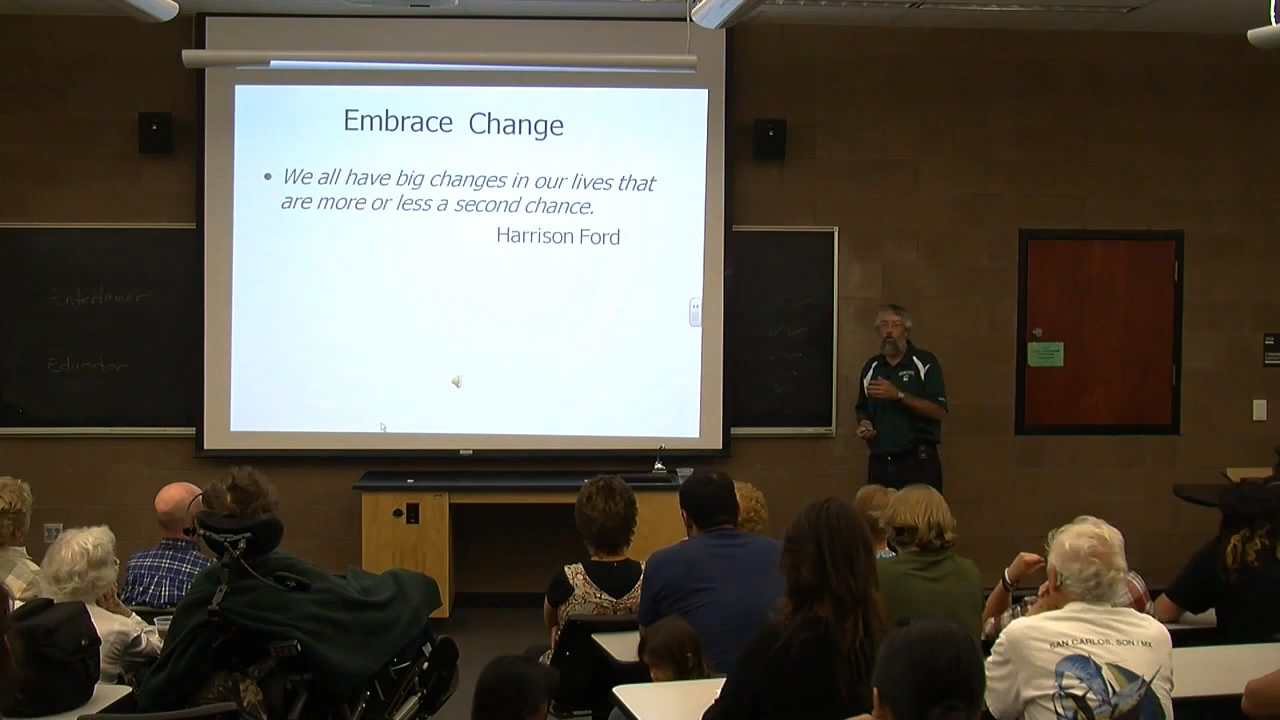 Embrace Change
• We all have big changes in our lives that
are more or less a second chance.
Harrison Ford
Entertainer
Educator
SAN CARLOS, SON / MX